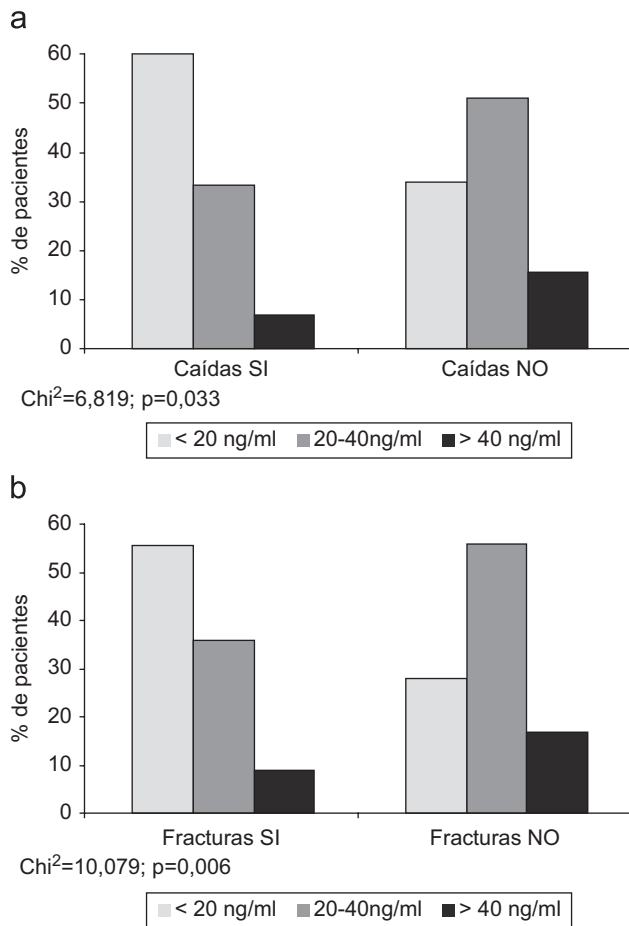 a
60
50
40
30
20
10
0
% de pacientes
Caídas SI Caídas NO
Chi²=6,819; p=0,033
< 20 ng/ml 20-40ng/ml > 40 ng/ml
b
60
50
40
30
20
10
0
% de pacientes
Fracturas SI Fracturas NO
Chi²=10,079; p=0,006
< 20 ng/ml 20-40ng/ml > 40 ng/ml